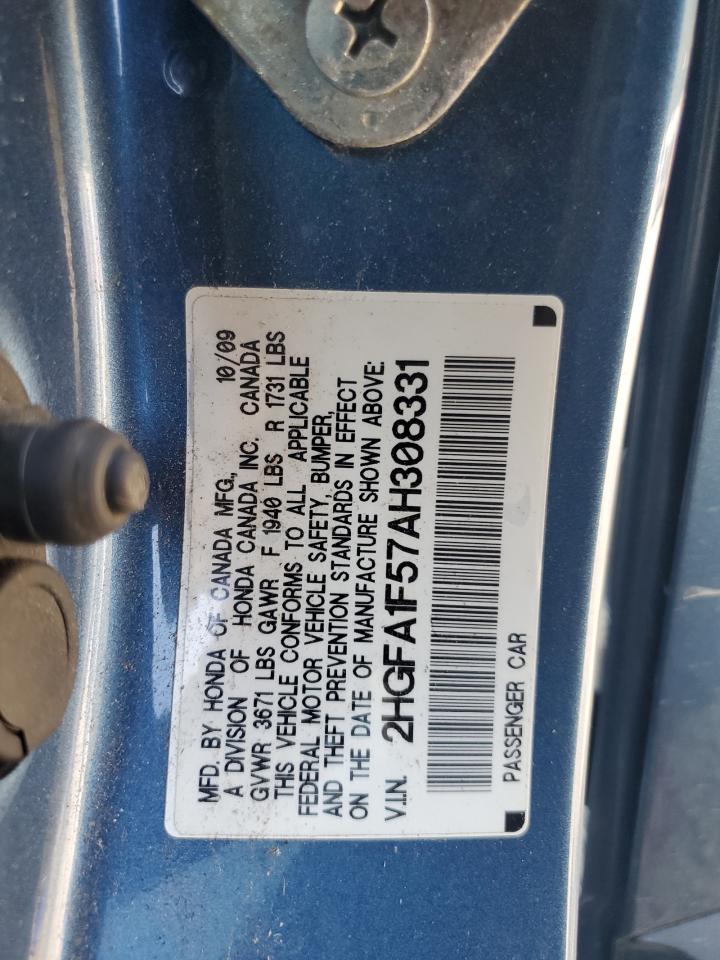 MFD. BY HONDA OF CANADA MFG., 10/09
A DIVISION OF HONDA CANADA INC. CANADA
GVWR 3671 LBS GAWR F 1940 LBS R 1731 LBS
THIS VEHICLE CONFORMS TO ALL APPLICABLE
FEDERAL MOTOR VEHICLE SAFETY, BUMPER,
AND THEFT PREVENTION STANDARDS IN EFFECT
ON THE DATE OF MANUFACTURE SHOWN ABOVE.
V.I.N. 2HGFA1F57AH308331
PASSENGER CAR